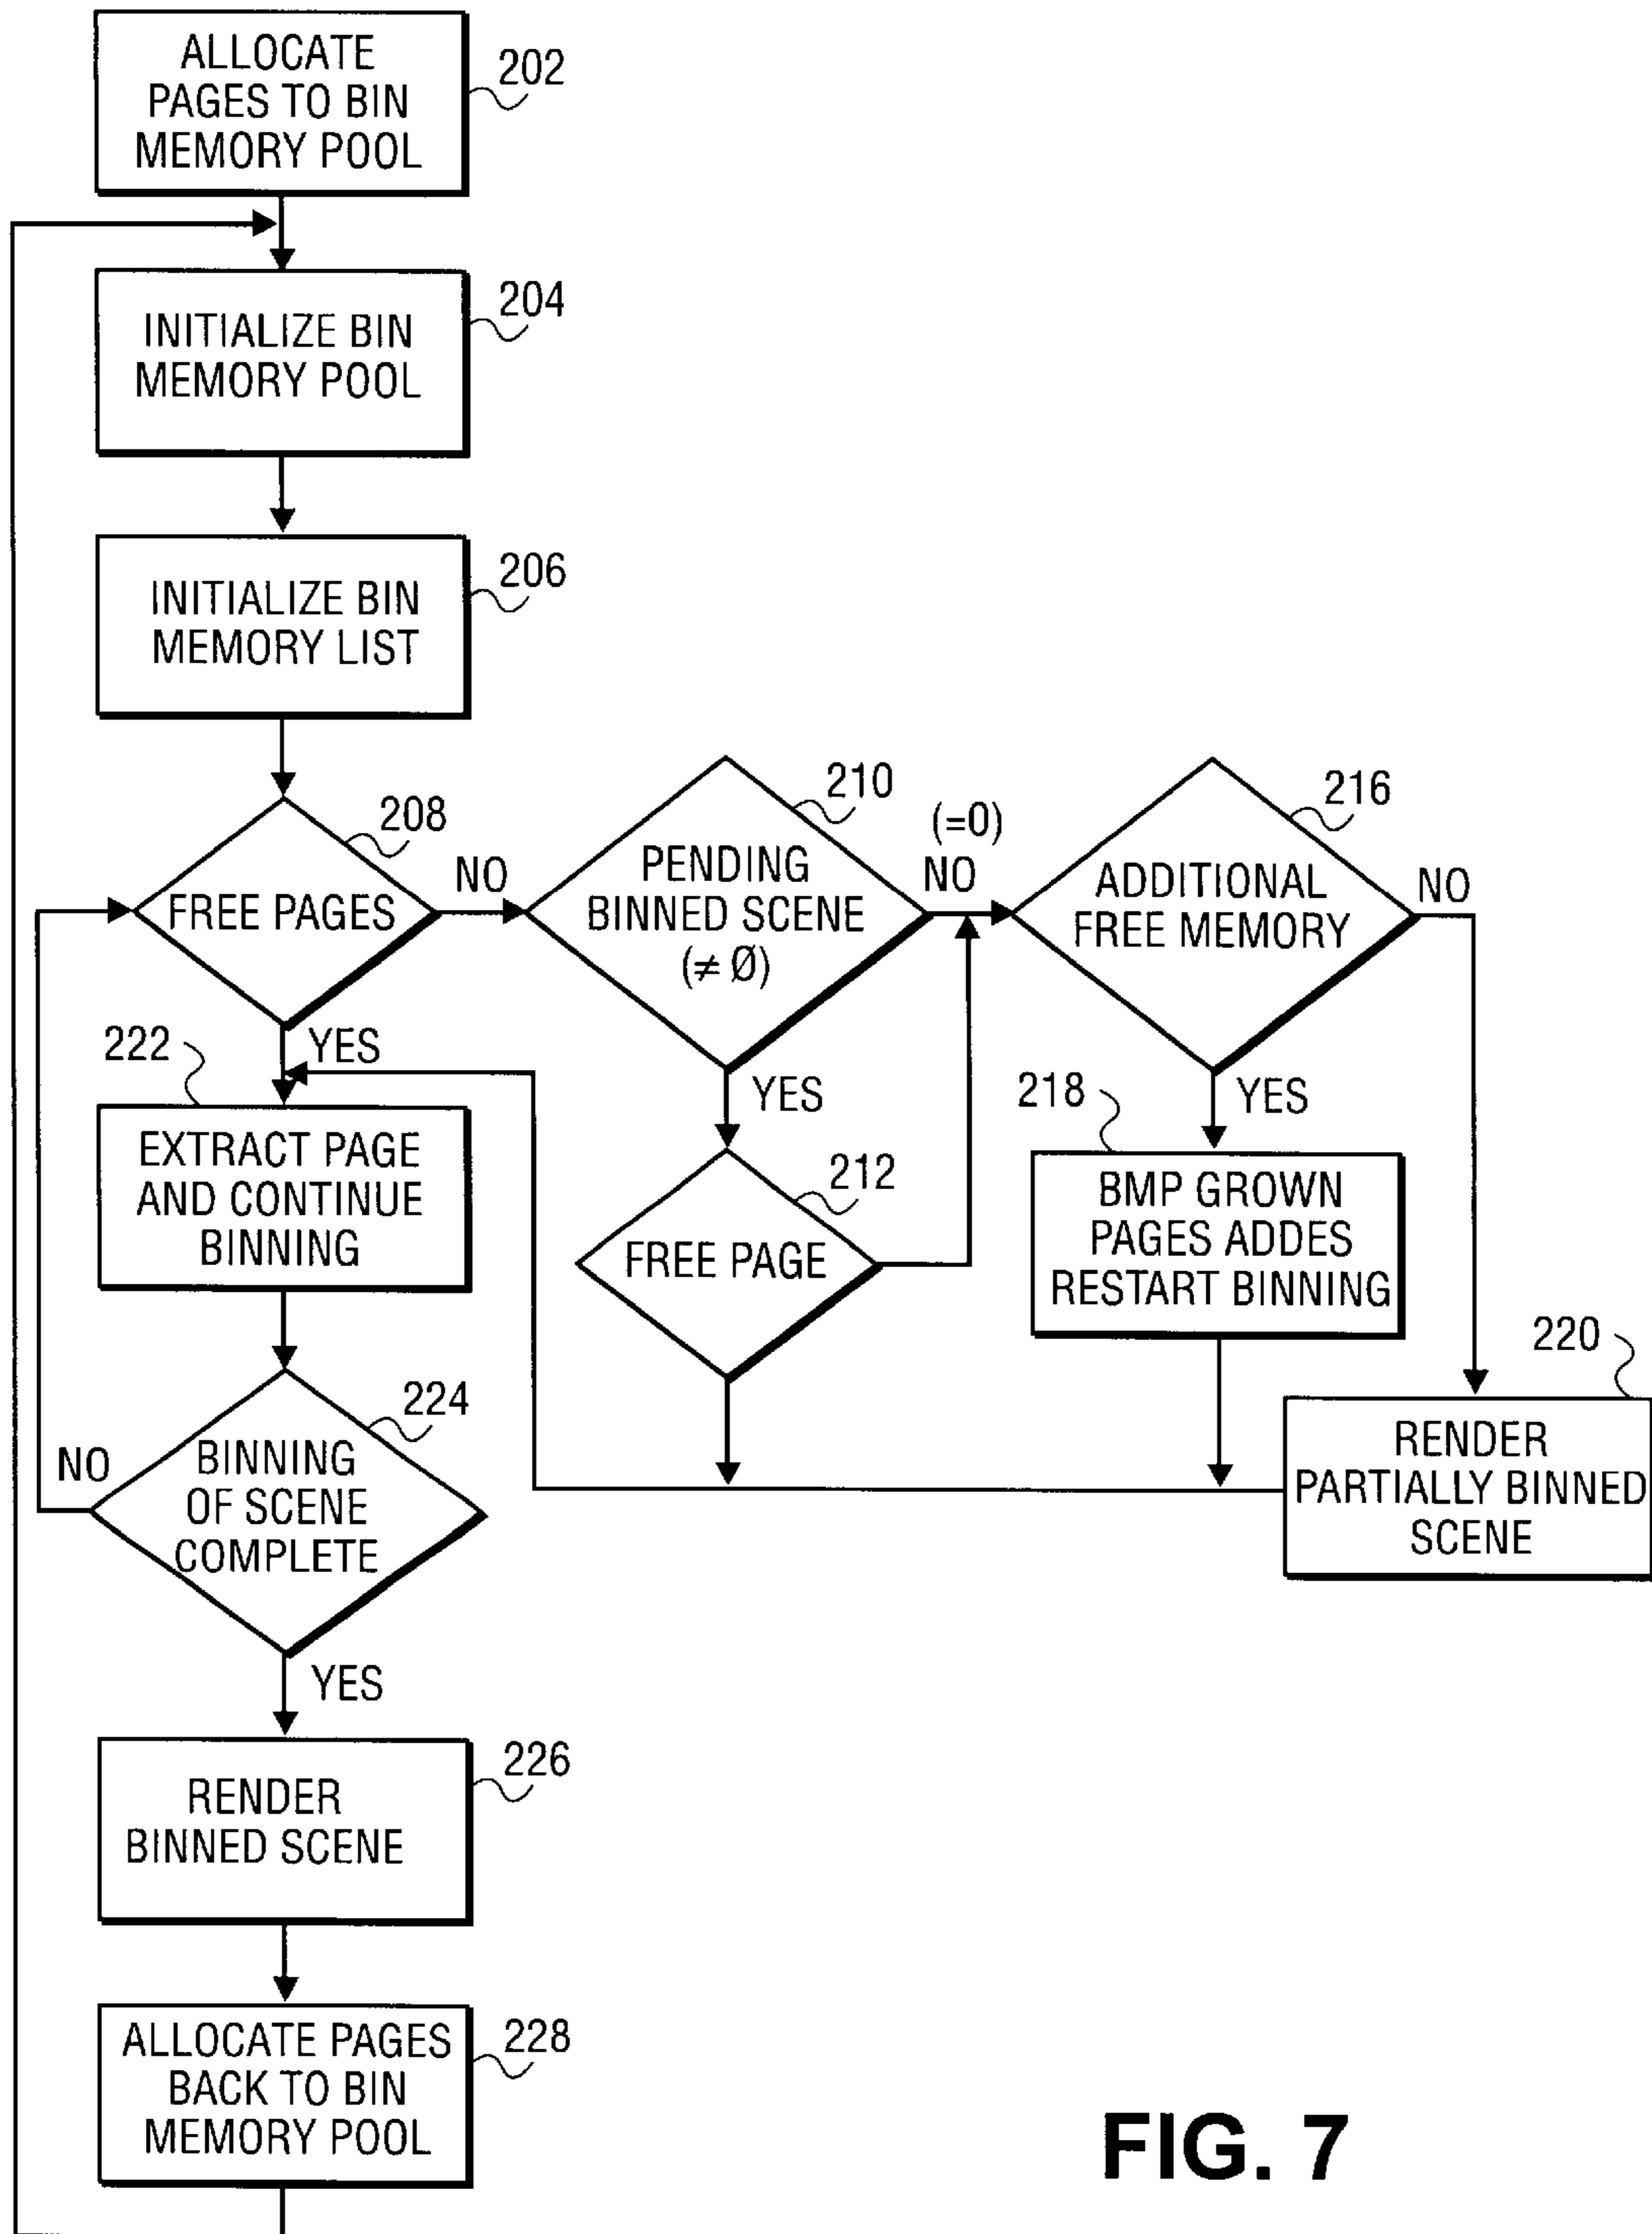 ALLOCATE
PAGES TO BIN
MEMORY POOL
202
INITIALIZE BIN
MEMORY POOL
204
INITIALIZE BIN
MEMORY LIST
206
FREE PAGES
208
NO
YES
PENDING
BINNED SCENE
(≠ Ø)
210
(=0)
NO
YES
ADDITIONAL
FREE MEMORY
216
NO
YES
FREE PAGE
212
218
BMP GROWN
PAGES ADDES
RESTART BINNING
220
RENDER
PARTIALLY BINNED
SCENE
222
EXTRACT PAGE
AND CONTINUE
BINNING
224
BINNING
OF SCENE
COMPLETE
NO
YES
RENDER
BINNED SCENE
226
ALLOCATE PAGES
BACK TO BIN
MEMORY POOL
228
FIG. 7